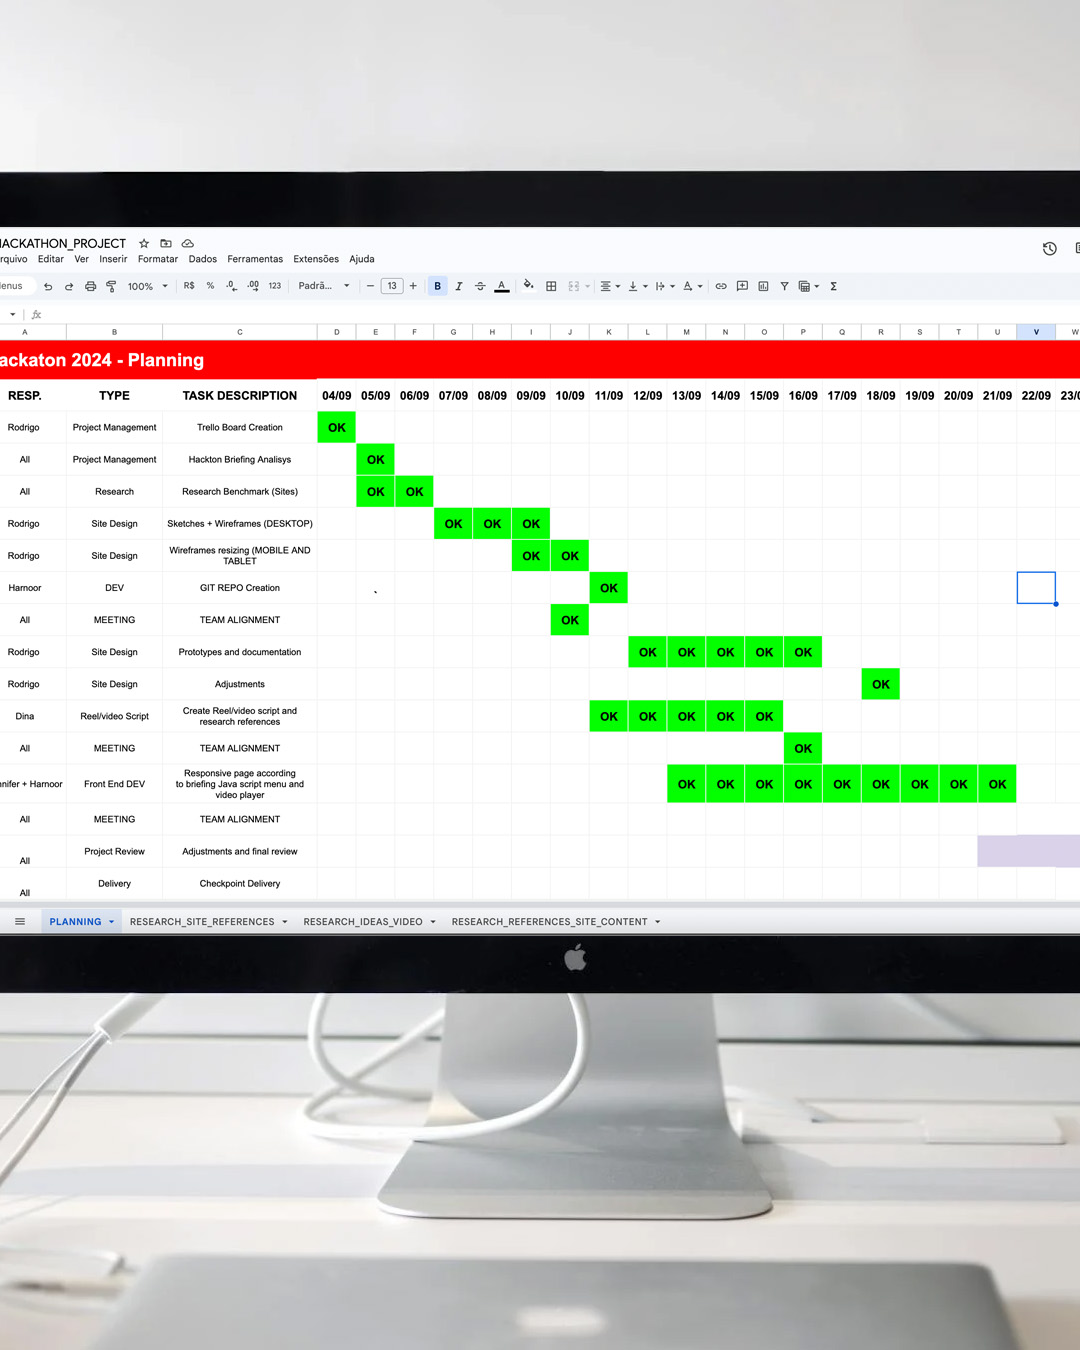 HACKATHON_PROJECT
rquivo Editar Ver Inserir Formatar Dados Ferramentas Extensões Ajuda
enus 100% R$ % .0 .00 123 Padrã... − 13 + B I S A Σ
fx
A B C D E F G H I J K L M N O P Q R S T U V W
ackaton 2024 - Planning
RESP. TYPE TASK DESCRIPTION 04/09 05/09 06/09 07/09 08/09 09/09 10/09 11/09 12/09 13/09 14/09 15/09 16/09 17/09 18/09 19/09 20/09 21/09 22/09 23/0
Rodrigo Project Management Trello Board Creation OK
All Project Management Hackton Briefing Analisys OK
All Research Research Benchmark (Sites) OK OK
Rodrigo Site Design Sketches + Wireframes (DESKTOP) OK OK OK
Rodrigo Site Design Wireframes resizing (MOBILE AND
TABLET OK OK
Harnoor DEV GIT REPO Creation OK
All MEETING TEAM ALIGNMENT OK
Rodrigo Site Design Prototypes and documentation OK OK OK OK OK
Rodrigo Site Design Adjustments OK
Dina Reel/video Script Create Reel/video script and
research references OK OK OK OK OK
All MEETING TEAM ALIGNMENT OK
nnifer + Harnoor Front End DEV Responsive page according
to briefing Java script menu and
video player OK OK OK OK OK OK OK OK OK
All MEETING TEAM ALIGNMENT
All Project Review Adjustments and final review
All Delivery Checkpoint Delivery
PLANNING RESEARCH_SITE_REFERENCES RESEARCH_IDEAS_VIDEO RESEARCH_REFERENCES_SITE_CONTENT